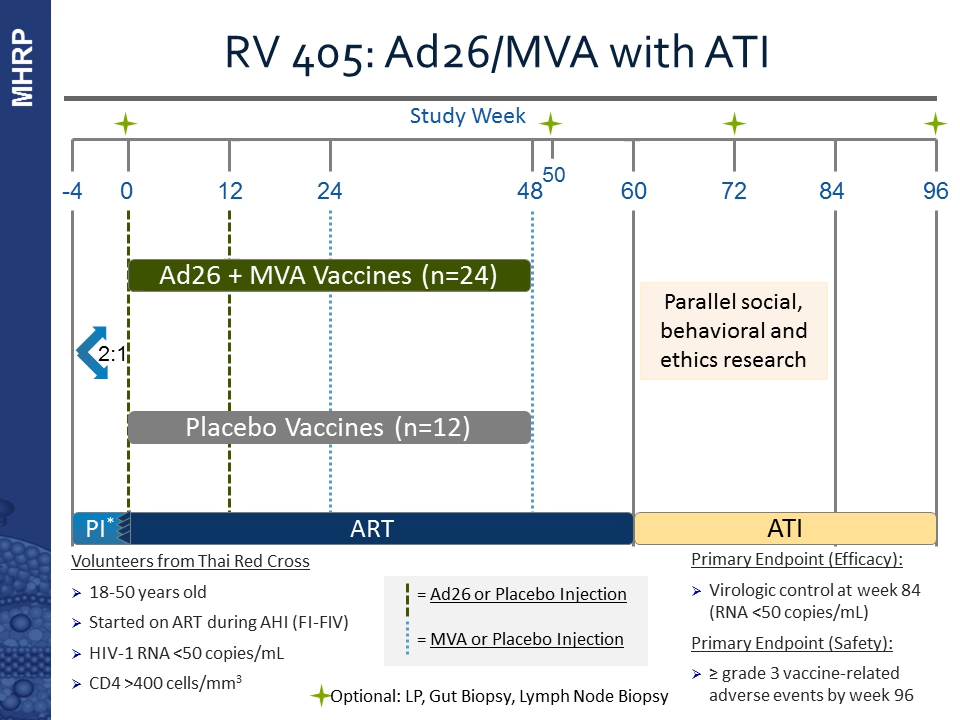 MHRP
RV 405: Ad26/MVA with ATI
Study Week
-4 0 12 24 48 50 60 72 84 96
Ad26 + MVA Vaccines (n=24)
Parallel social,
behavioral and
ethics research
2:1
Placebo Vaccines (n=12)
PI* ART ATI
Volunteers from Thai Red Cross
18-50 years old
Started on ART during AHI (FI-FIV)
HIV-1 RNA <50 copies/mL
CD4 >400 cells/mm³
= Ad26 or Placebo Injection
= MVA or Placebo Injection
Optional: LP, Gut Biopsy, Lymph Node Biopsy
Primary Endpoint (Efficacy):
Virologic control at week 84
(RNA <50 copies/mL)
Primary Endpoint (Safety):
≥ grade 3 vaccine-related
adverse events by week 96